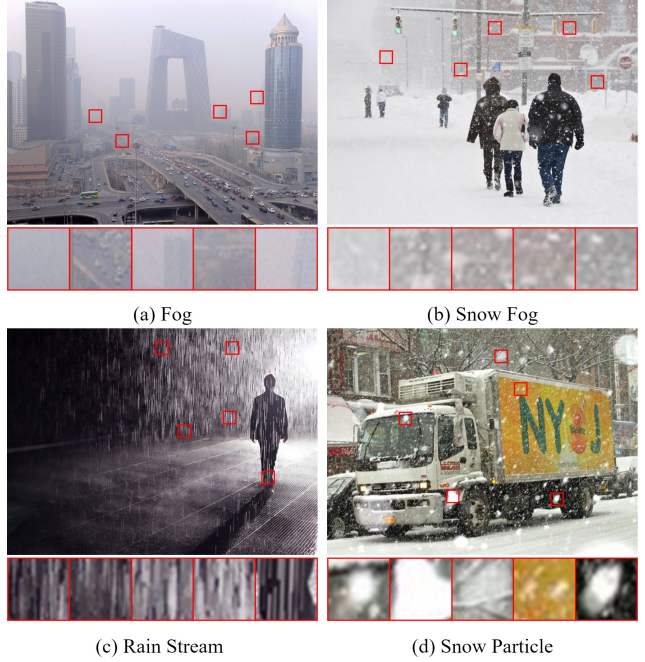 (a) Fog
(b) Snow Fog
NY J
(c) Rain Stream
(d) Snow Particle